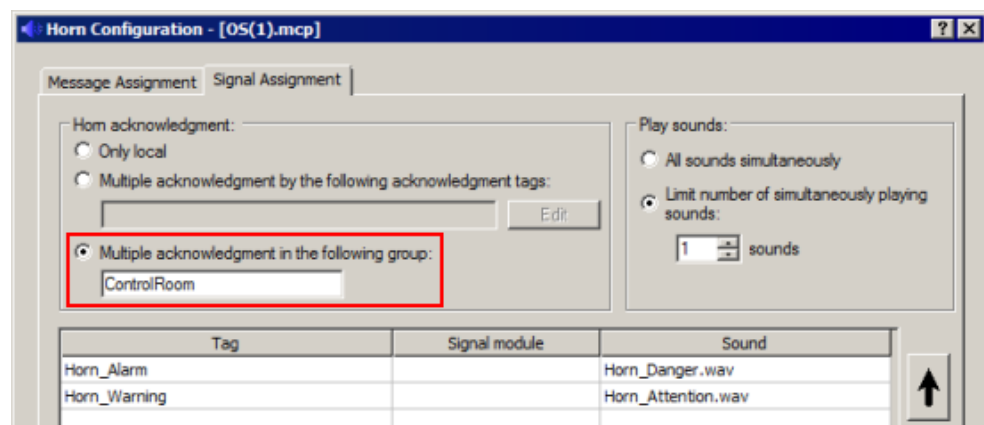 Horn Configuration - [OS(1).mcp]
Message Assignment Signal Assignment
Horn acknowledgment:
Only local
Multiple acknowledgment by the following acknowledgment tags:
Edit
Multiple acknowledgment in the following group:
ControlRoom
Play sounds:
All sounds simultaneously
Limit number of simultaneously playing
sounds:
1 sounds
Tag Signal module Sound
Horn_Alarm Horn_Danger.wav
Horn_Warning Horn_Attention.wav